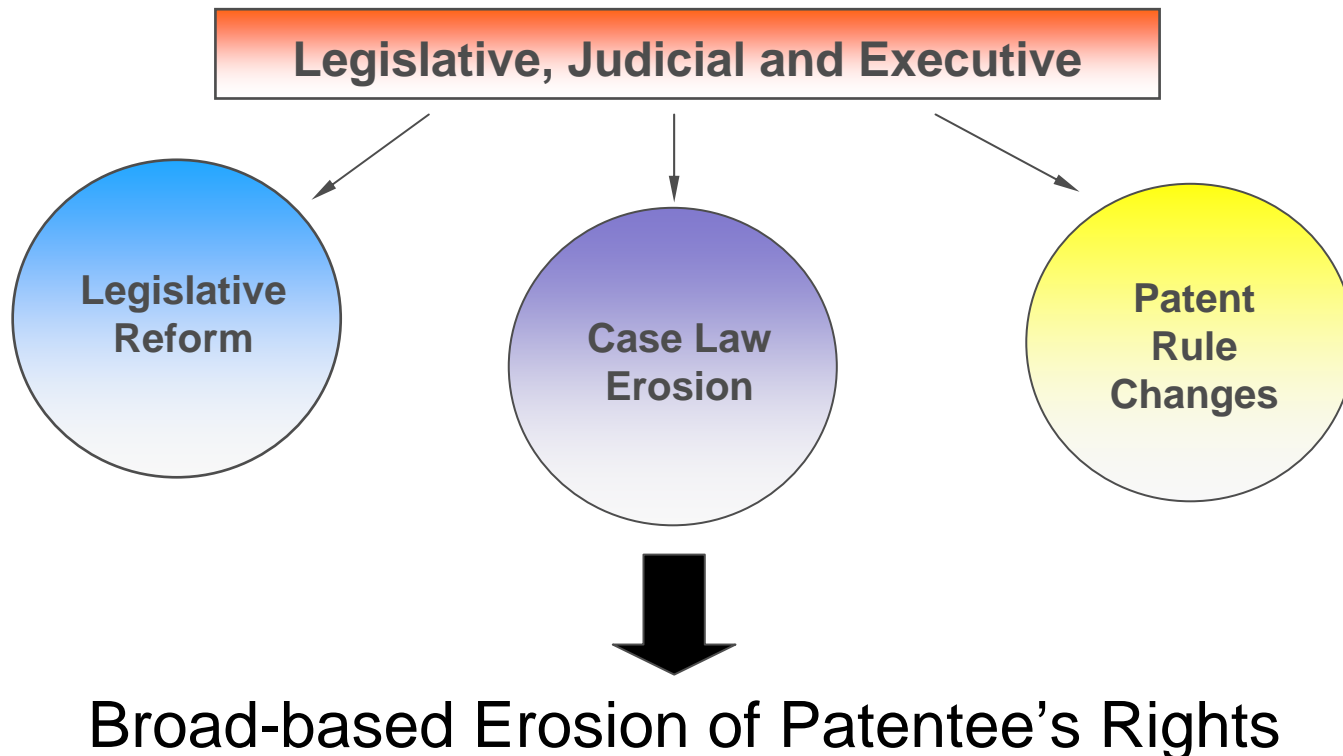 Legislative, Judicial and Executive
Legislative
Reform
Case Law
Erosion
Patent
Rule
Changes
Broad-based Erosion of Patentee’s Rights